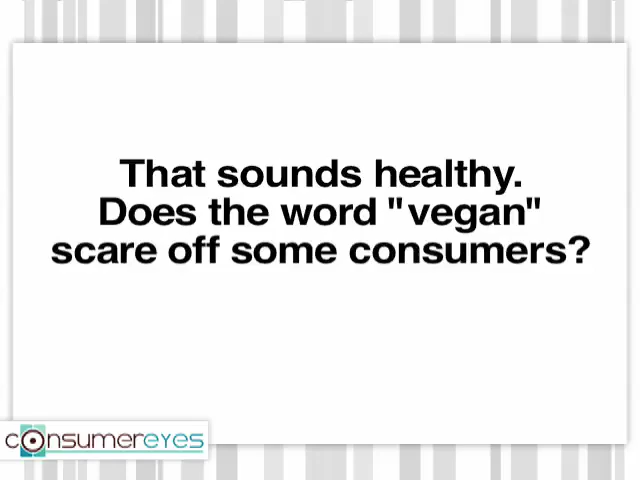 That sounds healthy.
Does the word "vegan"
scare off some consumers?
consumereyes